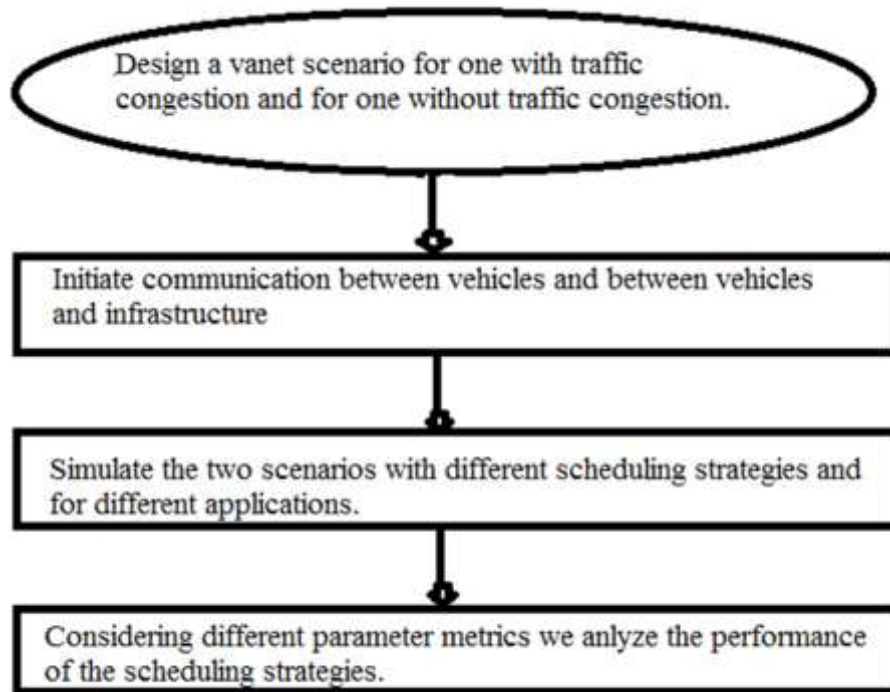 Design a vanet scenario for one with traffic
congestion and for one without traffic congestion.
Initiate communication between vehicles and between vehicles
and infrastructure
Simulate the two scenarios with different scheduling strategies and
for different applications.
Considering different parameter metrics we anlyze the performance
of the scheduling strategies.